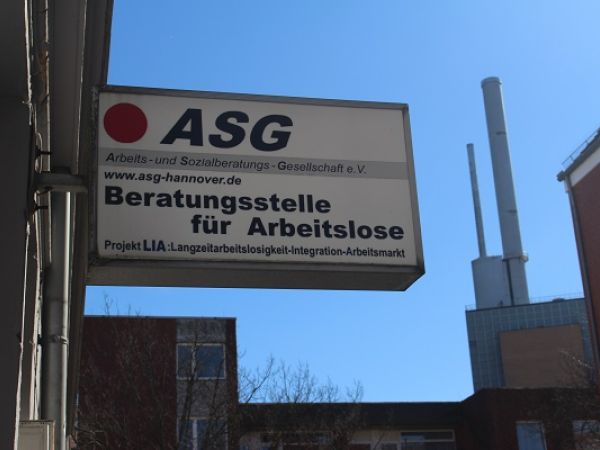 ASG
Arbeits- und Sozialberatungs-Gesellschaft e.V.
www.asg-hannover.de
Beratungsstelle
für Arbeitslose
Projekt LIA:Langzeitarbeitslosigkeit-Integration-Arbeitsmarkt